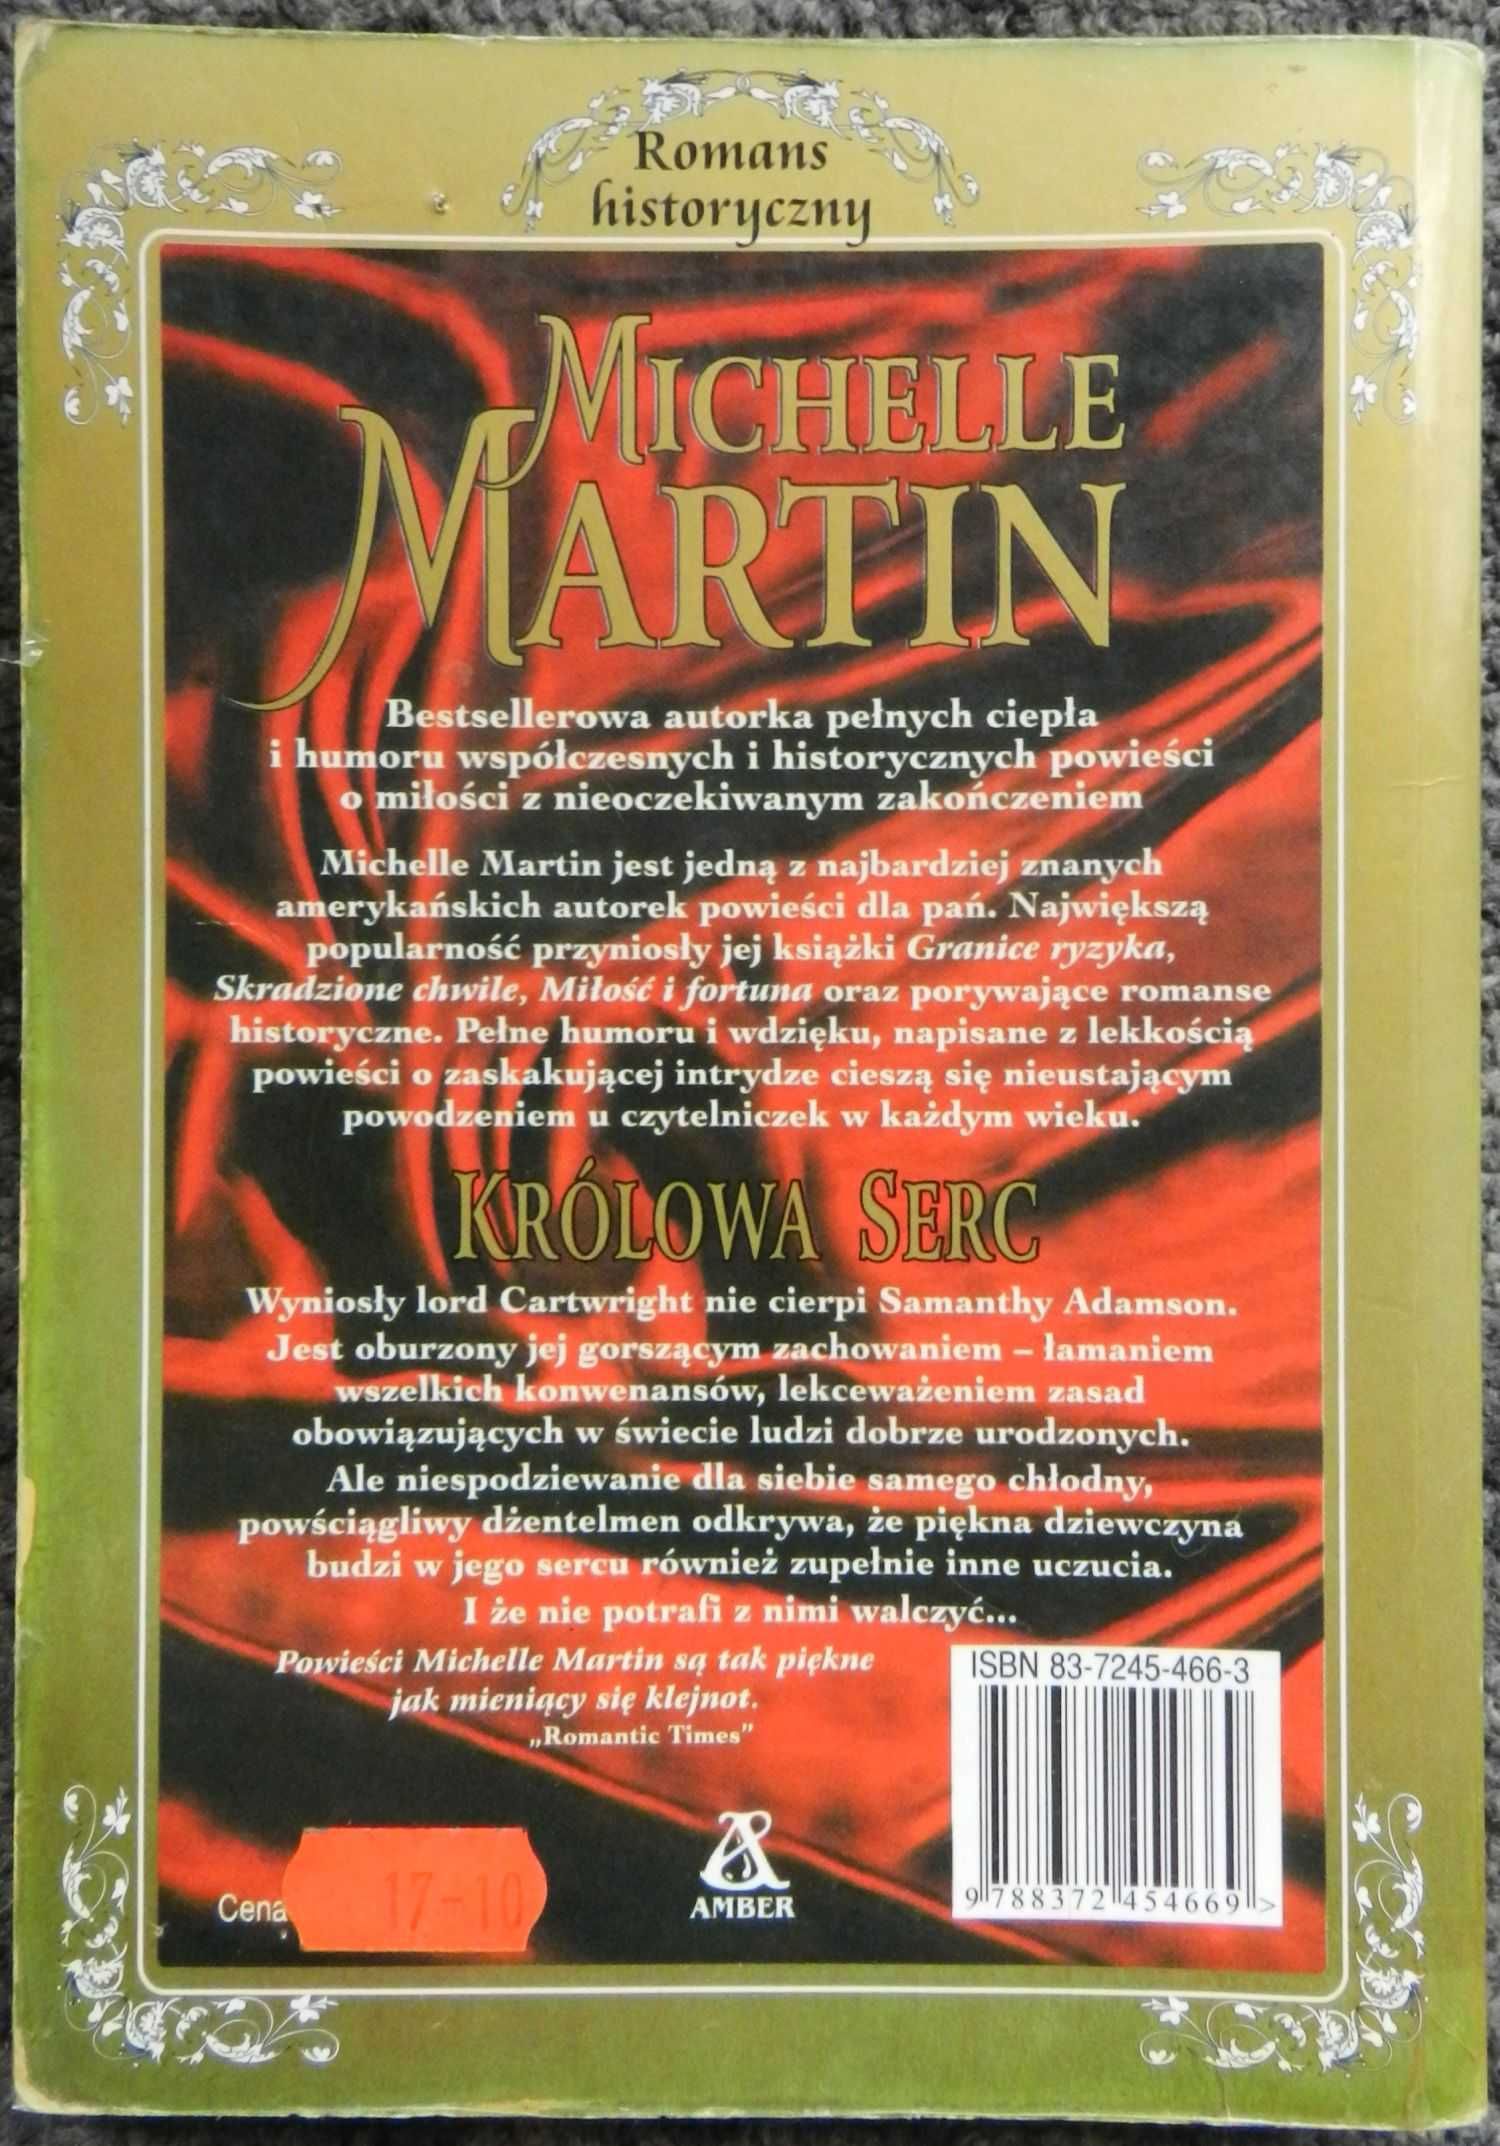 Romans
historyczny
MICHELLE
MARTIN
Bestsellerowa autorka pełnych ciepła
i humoru współczesnych i historycznych powieści
o miłości z nieoczekiwanym zakończeniem
Michelle Martin jest jedną z najbardziej znanych
amerykańskich autorek powieści dla pań. Największą
popularność przyniosły jej książki Granice ryzyka,
Skradzione chwile, Miłość i fortuna oraz porywające romanse
historyczne. Pełne humoru i wdzięku, napisane z lekkością
powieści o zaskakującej intrydze cieszą się nieustającym
powodzeniem u czytelniczek w każdym wieku.
KRÓLOWA SERC
Wyniosły lord Cartwright nie cierpi Samanthy Adamson.
Jest oburzony jej gorszącym zachowaniem – łamaniem
wszelkich konwenansów, lekceważeniem zasad
obowiązujących w świecie ludzi dobrze urodzonych.
Ale niespodziewanie dla siebie samego chłodny,
powściągliwy dżentelmen odkrywa, że piękna dziewczyna
budzi w jego sercu również zupełnie inne uczucia.
I że nie potrafi z nimi walczyć...
Powieści Michelle Martin są tak piękne
jak mieniący się klejnot.
„Romantic Times”
ISBN 83-7245-466-3
9 788372 454669 >
AMBER
Cena
17-10